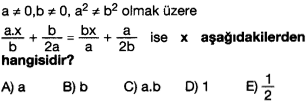 a ≠ 0, b ≠ 0, a² ≠ b² olmak üzere
a.x/b + b/2a = bx/a + a/2b ise x aşağıdakilerden
hangisidir?
A) a B) b C) a.b D) 1 E) 1/2